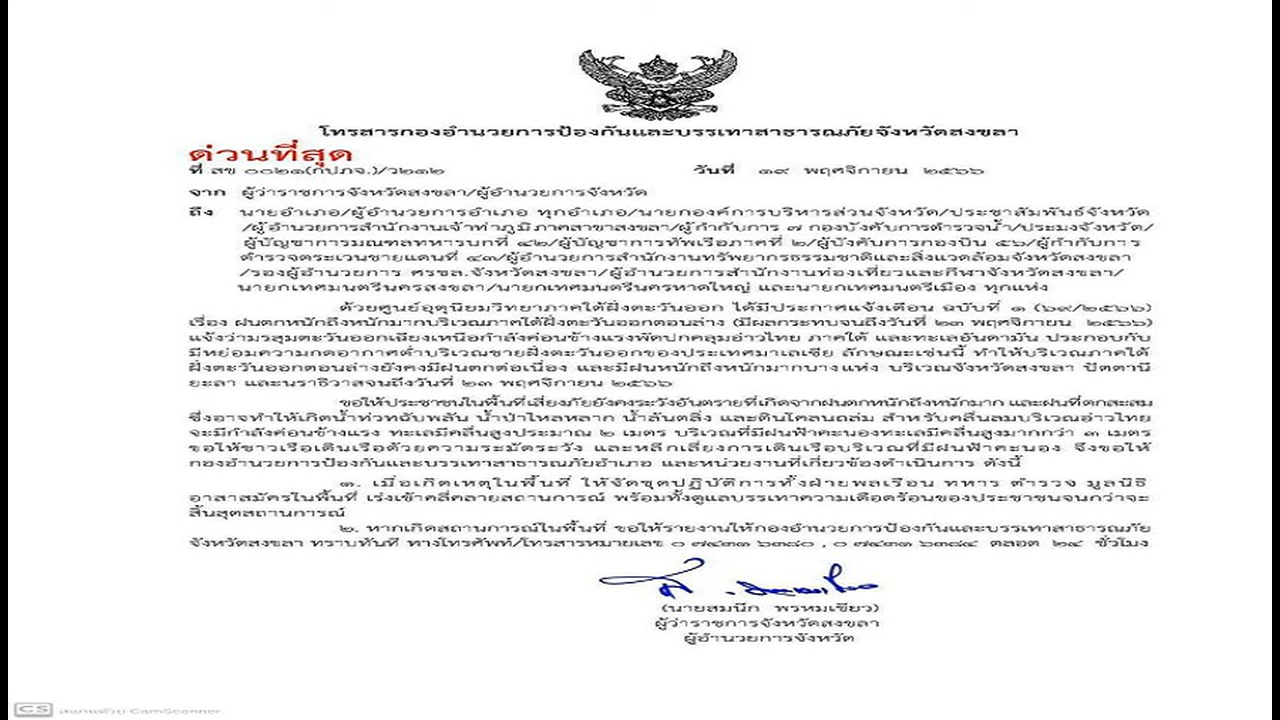 โทรสารกองอำนวยการป้องกันและบรรเทาสาธารณภัยจังหวัดสงขลา
ด่วนที่สุด
ที่ สข ๐๐๒๑(กปภจ.)/ว๒๑๒ วันที่ ๑๙ พฤศจิกายน ๒๕๖๖
จาก ผู้ว่าราชการจังหวัดสงขลา/ผู้อำนวยการจังหวัด
ถึง นายอำเภอ/ผู้อำนวยการอำเภอ ทุกอำเภอ/นายกองค์การบริหารส่วนจังหวัด/ประชาสัมพันธ์จังหวัด
/ผู้อำนวยการสำนักงานเจ้าท่าภูมิภาคสาขาสงขลา/ผู้กำกับการ ๗ กองบังคับการตำรวจน้ำ/ประมงจังหวัด/
ผู้บัญชาการมณฑลทหารบกที่ ๔๒/ผู้บัญชาการทัพเรือภาคที่ ๒/ผู้บังคับการกองบิน ๕๖/ผู้กำกับการ
ตำรวจตระเวนชายแดนที่ ๔๓/ผู้อำนวยการสำนักงานทรัพยากรธรรมชาติและสิ่งแวดล้อมจังหวัดสงขลา
/รองผู้อำนวยการ ศรชล.จังหวัดสงขลา/ผู้อำนวยการสำนักงานท่องเที่ยวและกีฬาจังหวัดสงขลา/
นายกเทศมนตรีนครสงขลา/นายกเทศมนตรีนครหาดใหญ่ และนายกเทศมนตรีเมือง ทุกแห่ง
ด้วยศูนย์อุตุนิยมวิทยาภาคใต้ฝั่งตะวันออก ได้มีประกาศแจ้งเตือน ฉบับที่ ๑ (๖๙/๒๕๖๖)
เรื่อง ฝนตกหนักถึงหนักมากบริเวณภาคใต้ฝั่งตะวันออกตอนล่าง (มีผลกระทบจนถึงวันที่ ๒๓ พฤศจิกายน ๒๕๖๖)
แจ้งว่ามรสุมตะวันออกเฉียงเหนือกำลังค่อนข้างแรงพัดปกคลุมอ่าวไทย ภาคใต้ และทะเลอันดามัน ประกอบกับ
มีหย่อมความกดอากาศต่ำบริเวณชายฝั่งตะวันออกของประเทศมาเลเซีย ลักษณะเช่นนี้ ทำให้บริเวณภาคใต้
ฝั่งตะวันออกตอนล่างยังคงมีฝนตกต่อเนื่อง และมีฝนหนักถึงหนักมากบางแห่ง บริเวณจังหวัดสงขลา ปัตตานี
ยะลา และนราธิวาสจนถึงวันที่ ๒๓ พฤศจิกายน ๒๕๖๖
ขอให้ประชาชนในพื้นที่เสี่ยงภัยยังคงระวังอันตรายที่เกิดจากฝนตกหนักถึงหนักมาก และฝนที่ตกสะสม
ซึ่งอาจทำให้เกิดน้ำท่วมฉับพลัน น้ำป่าไหลหลาก น้ำล้นตลิ่ง และดินโคลนถล่ม สำหรับคลื่นลมบริเวณอ่าวไทย
จะมีกำลังค่อนข้างแรง ทะเลมีคลื่นสูงประมาณ ๒ เมตร บริเวณที่มีฝนฟ้าคะนองทะเลมีคลื่นสูงมากกว่า ๓ เมตร
ขอให้ชาวเรือเดินเรือด้วยความระมัดระวัง และหลีกเลี่ยงการเดินเรือบริเวณที่มีฝนฟ้าคะนอง จึงขอให้
กองอำนวยการป้องกันและบรรเทาสาธารณภัยอำเภอ และหน่วยงานที่เกี่ยวข้องดำเนินการ ดังนี้
๑. เมื่อเกิดเหตุในพื้นที่ ให้จัดชุดปฏิบัติการทั้งฝ่ายพลเรือน ทหาร ตำรวจ มูลนิธิ
อาสาสมัครในพื้นที่ เร่งเข้าคลี่คลายสถานการณ์ พร้อมทั้งดูแลบรรเทาความเดือดร้อนของประชาชนจนกว่าจะ
สิ้นสุดสถานการณ์
๒. หากเกิดสถานการณ์ในพื้นที่ ขอให้รายงานให้กองอำนวยการป้องกันและบรรเทาสาธารณภัย
จังหวัดสงขลา ทราบทันที ทางโทรศัพท์/โทรสารหมายเลข ๐ ๗๔๓๑ ๖๓๘๐ , ๐ ๗๔๓๑ ๖๓๘๔ ตลอด ๒๔ ชั่วโมง
(นายสมนึก พรหมเขียว)
ผู้ว่าราชการจังหวัดสงขลา
ผู้อำนวยการจังหวัด
CS สแกนด้วย CamScanner